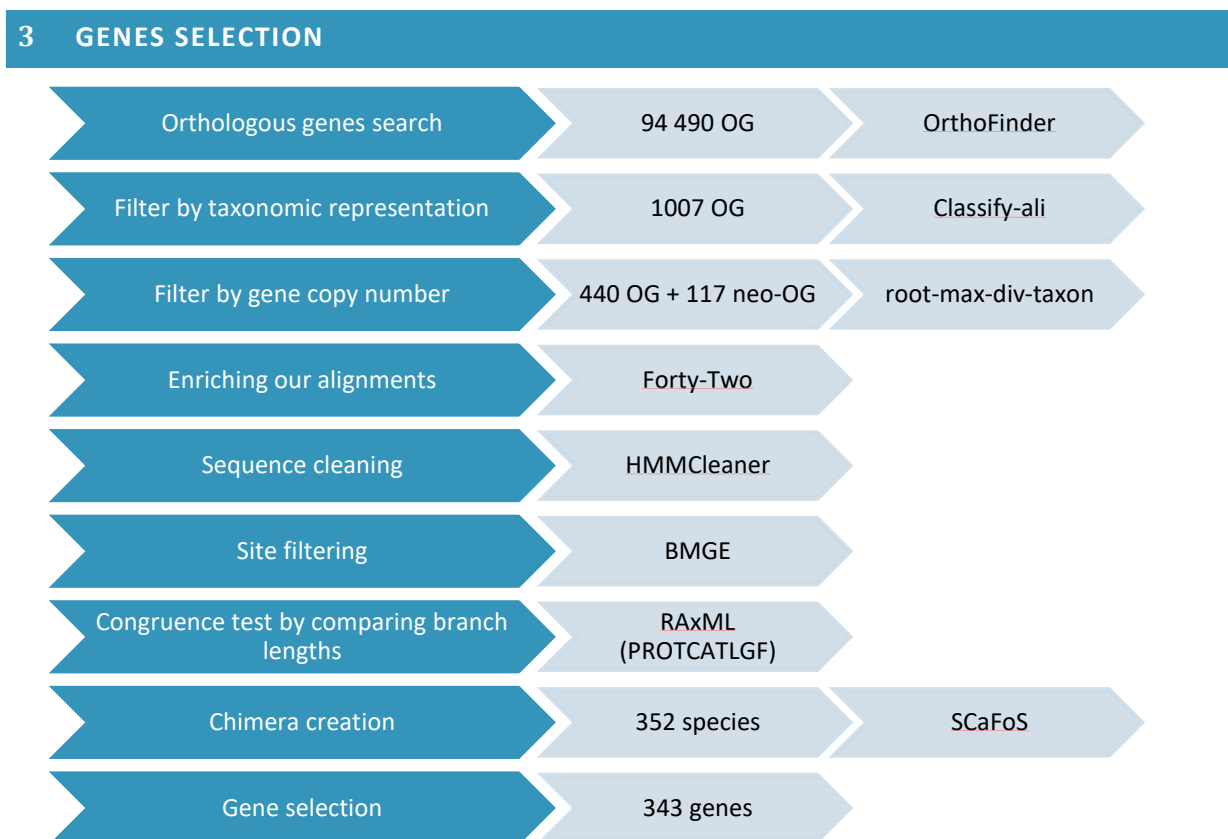 3 GENES SELECTION
Orthologous genes search 94 490 OG OrthoFinder
Filter by taxonomic representation 1007 OG Classify-ali
Filter by gene copy number 440 OG + 117 neo-OG root-max-div-taxon
Enriching our alignments Forty-Two
Sequence cleaning HMMCleaner
Site filtering BMGE
Congruence test by comparing branch
lengths
RAxML
(PROTCATLGF)
Chimera creation 352 species SCaFoS
Gene selection 343 genes